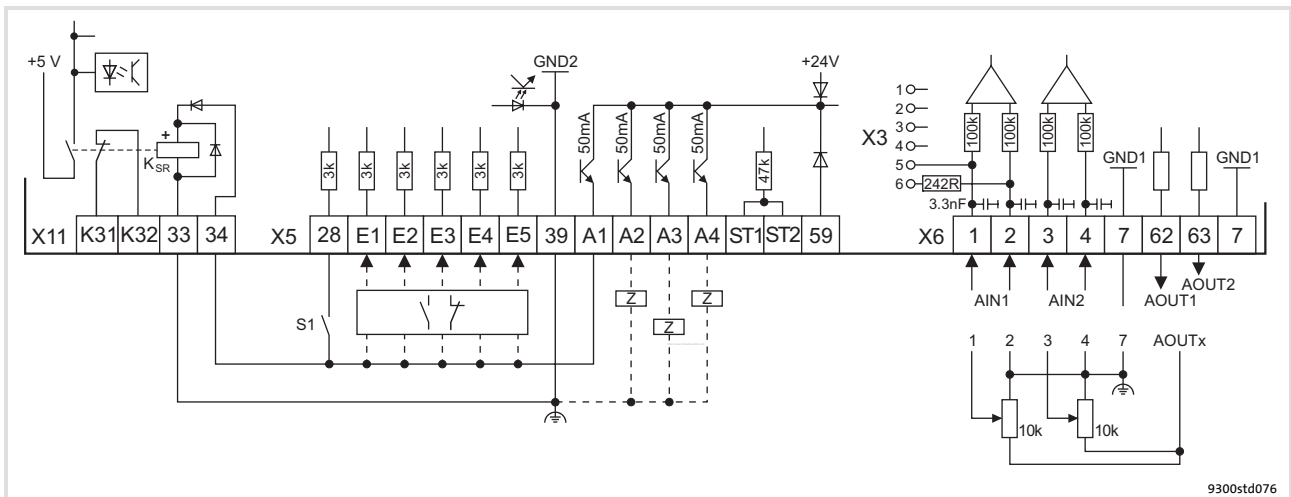 +5 V
+
K SR
X11 K31 K32 33 34
GND2
+24V
50mA 50mA 50mA 50mA
3k 3k 3k 3k 3k 3k
47k
X5 28 E1 E2 E3 E4 E5 39 A1 A2 A3 A4 ST1 ST2 59
S1
Z Z Z
X3
1
2
3
4
5
6
242R
100k 100k 100k 100k
3.3nF
GND1 GND1
X6 1 2 3 4 7 62 63 7
AIN1 AIN2 AOUT1 AOUT2
1 2 3 4 7 AOUTx
10k 10k
9300std076